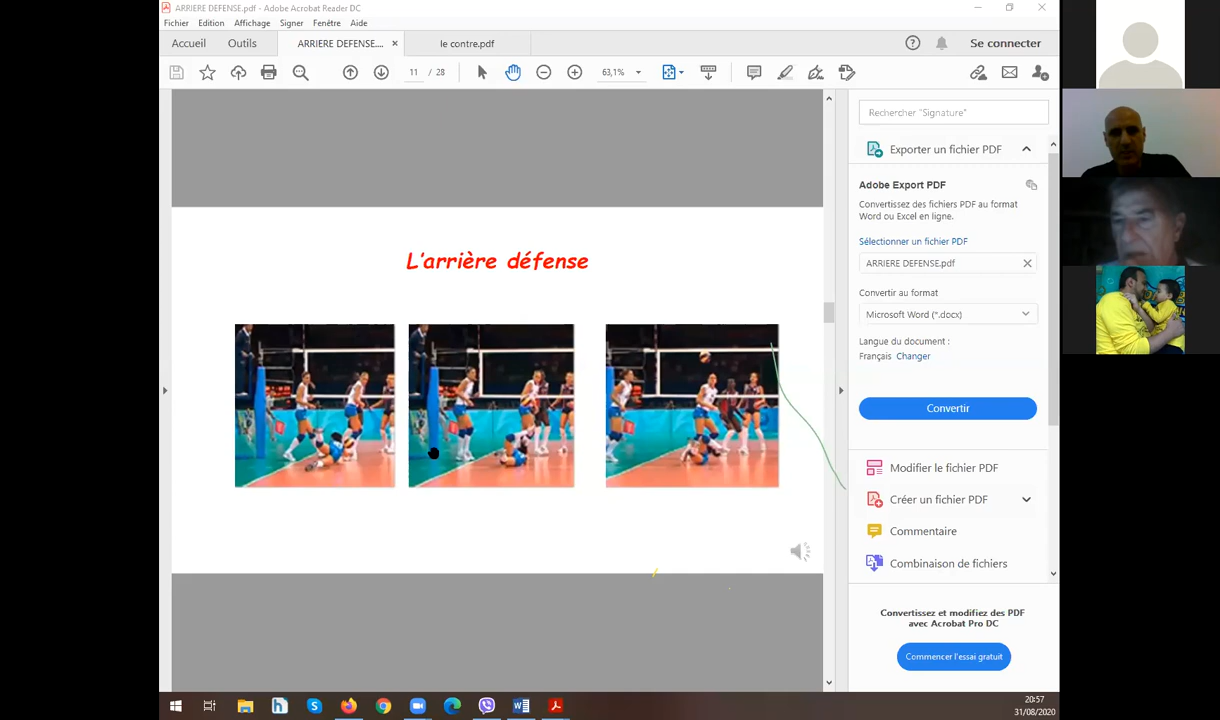 ARRIERE DEFENSE.pdf - Adobe Acrobat Reader DC
Fichier Edition Affichage Signer Fenêtre Aide
Accueil Outils ARRIERE DEFENSE.... × le contre.pdf Se connecter
11 / 28 63,1%
Rechercher "Signature"
Exporter un fichier PDF
Adobe Export PDF
Convertissez des fichiers PDF au format
Word ou Excel en ligne.
Sélectionner un fichier PDF
ARRIERE DEFENSE.pdf
Convertir au format
Microsoft Word (*.docx)
Langue du document :
Français Changer
Convertir
Modifier le fichier PDF
Créer un fichier PDF
Commentaire
Combinaison de fichiers
Convertissez et modifiez des PDF
avec Acrobat Pro DC
Commencer l'essai gratuit
L'arrière défense
20:57
31/08/2020